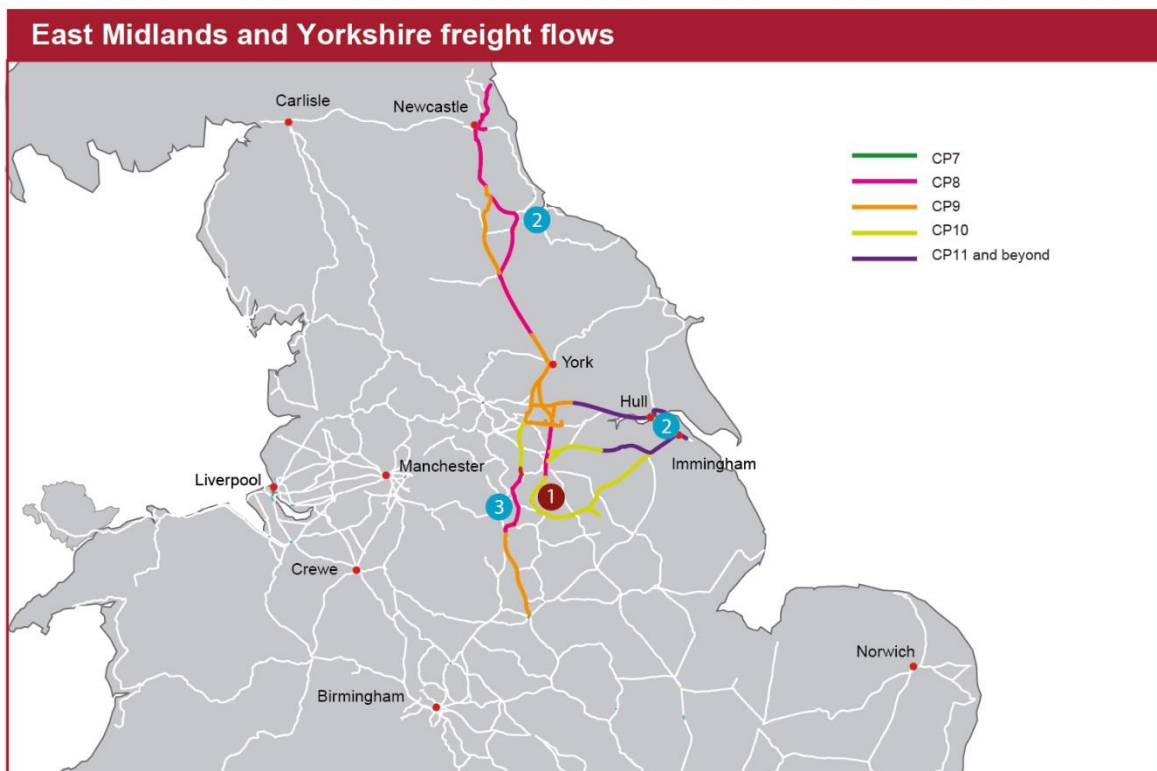 East Midlands and Yorkshire freight flows
Carlisle
Newcastle
CP7
CP8
CP9
CP10
CP11 and beyond
2
York
Hull
2
Immingham
Manchester
Liverpool
1
3
Crewe
Norwich
Birmingham